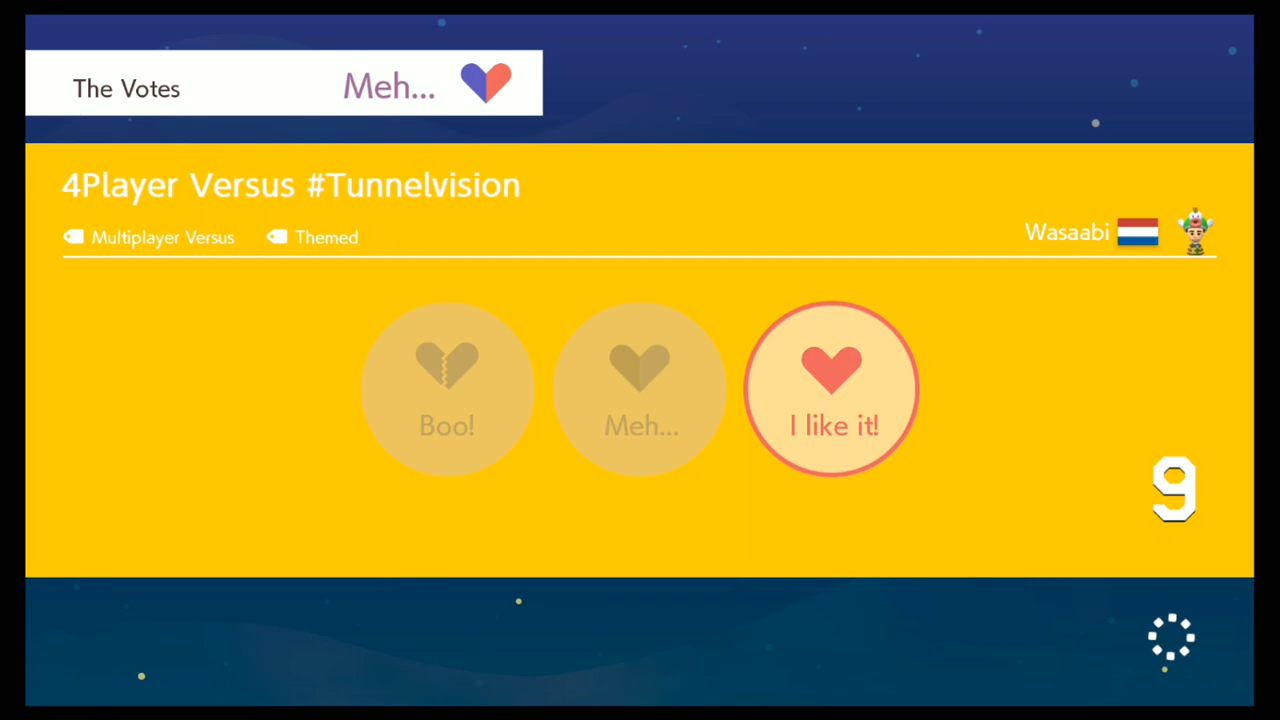 The Votes Meh...
4Player Versus #Tunnelvision
Multiplayer Versus Themed
Wasaabi
Boo! Meh... I like it!
9